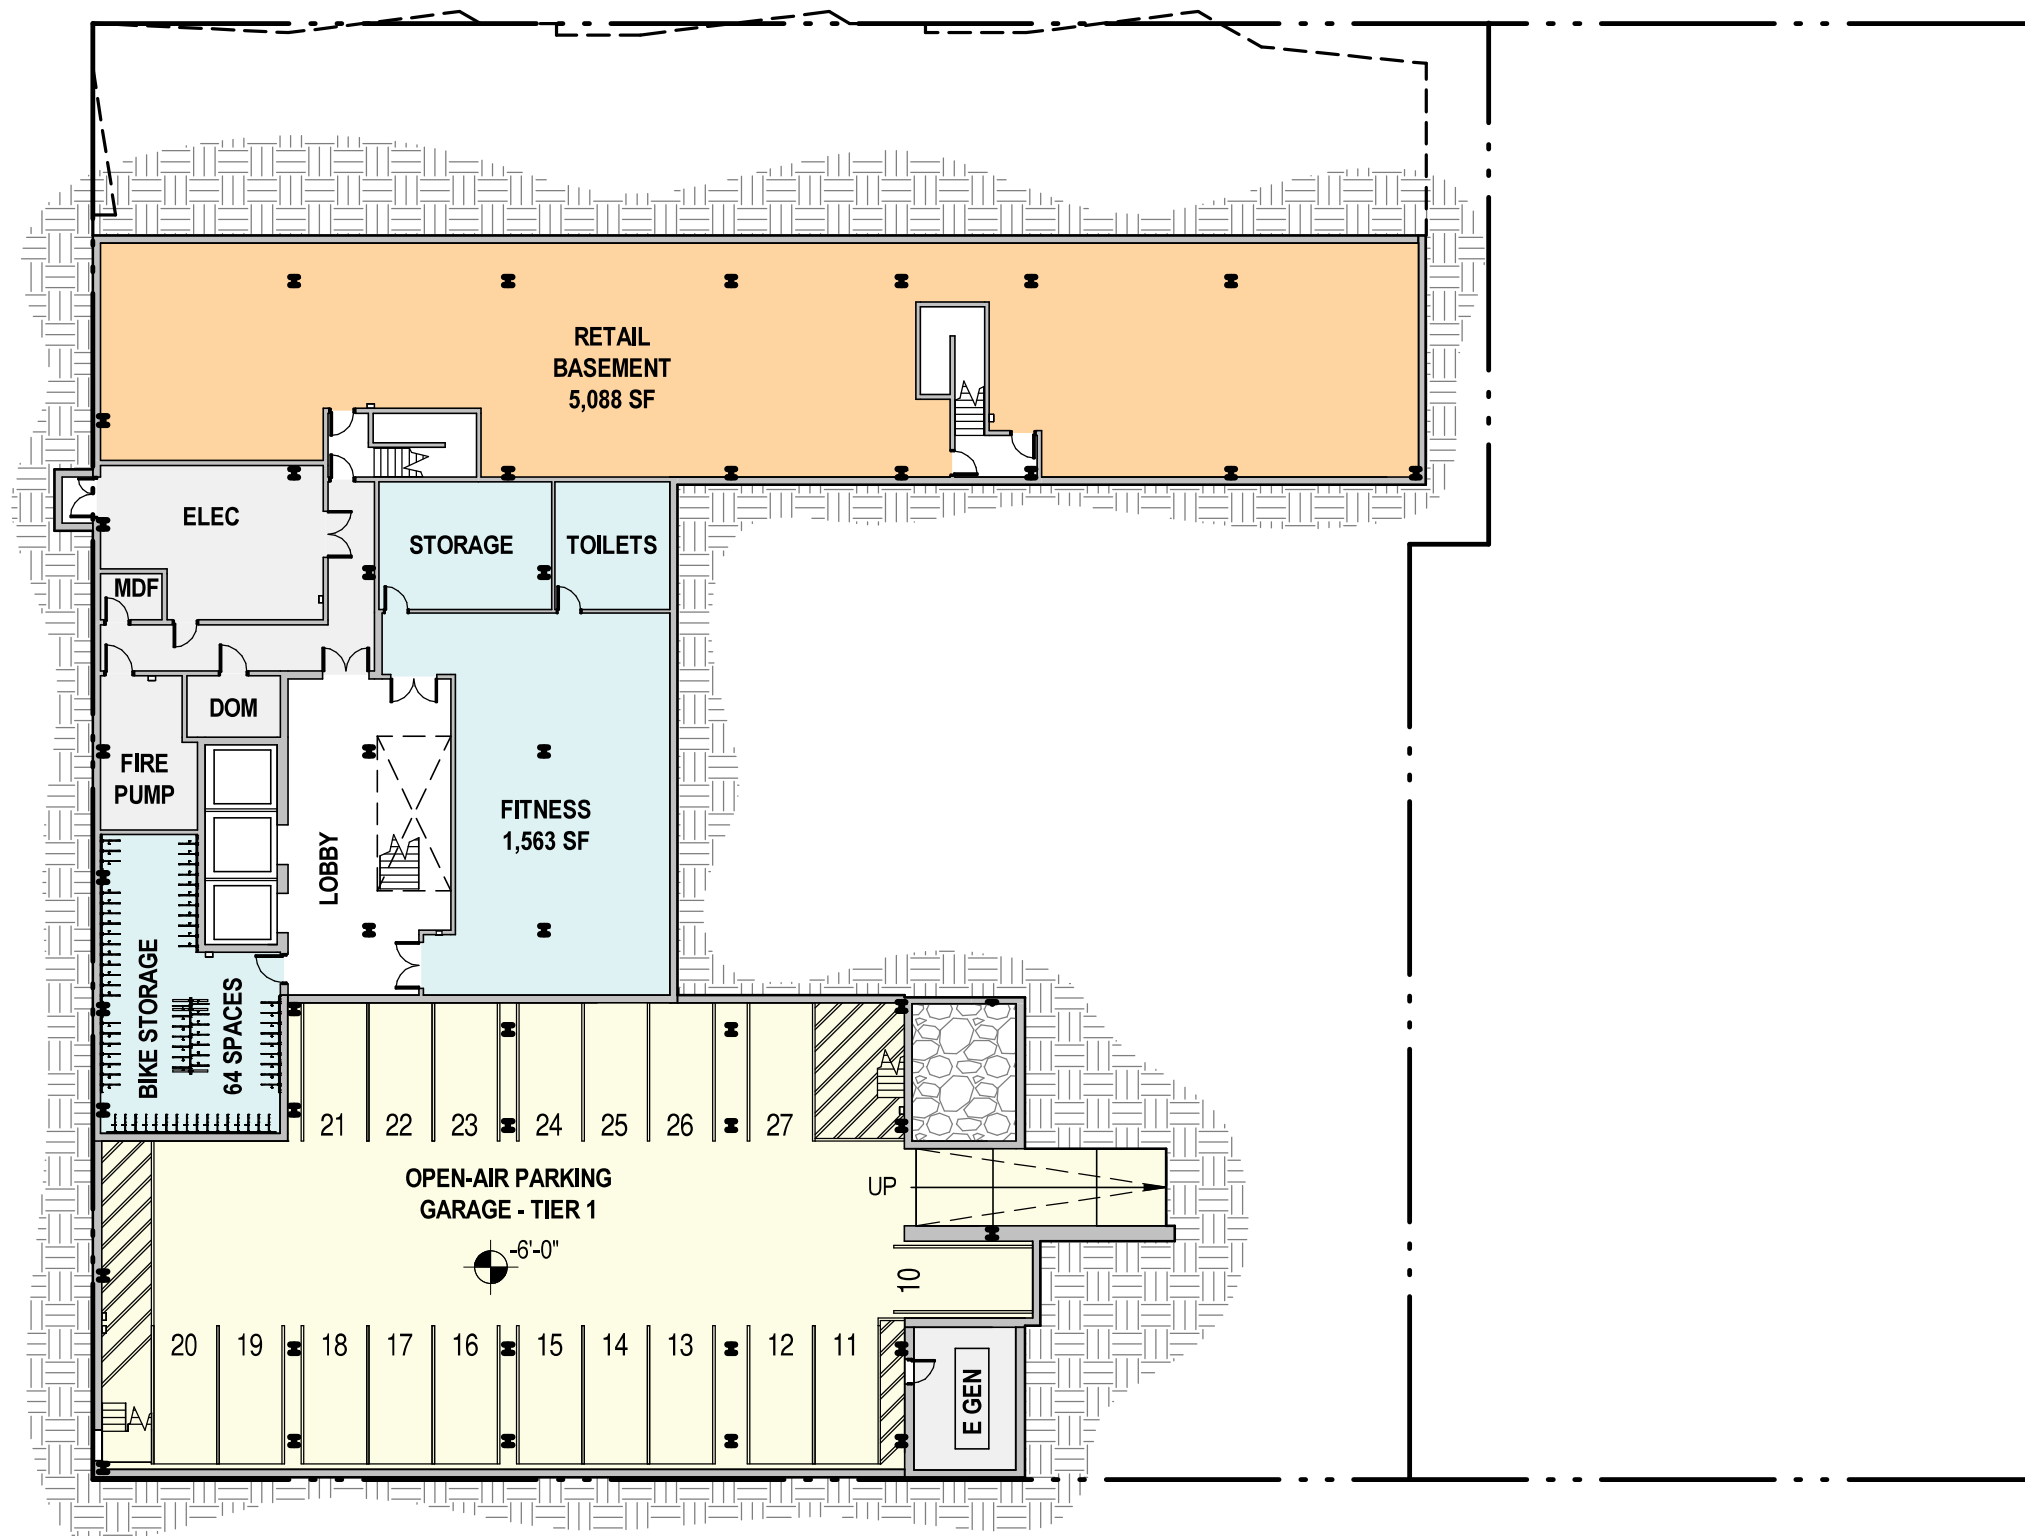 RETAIL
BASEMENT
5,088 SF
ELEC
STORAGE
TOILETS
MDF
DOM
FIRE
PUMP
LOBBY
FITNESS
1,563 SF
BIKE STORAGE
64 SPACES
21
22
23
24
25
26
27
OPEN-AIR PARKING
GARAGE - TIER 1
UP
-6'-0"
10
20
19
18
17
16
15
14
13
12
11
E GEN